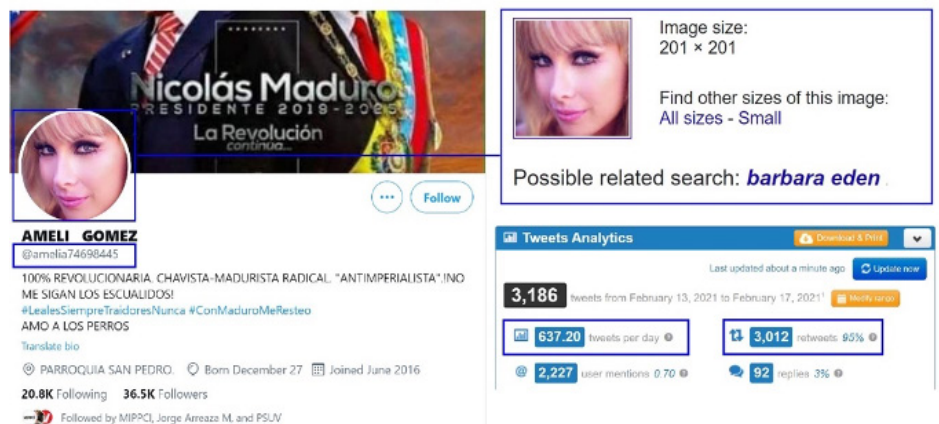 Nicolás Maduro
PRESIDENTE 2019-2025
La Revolución
continúa...
Follow
AMELI GOMEZ
@amelia74698445
100% REVOLUCIONARIA. CHAVISTA-MADURISTA RADICAL. "ANTIMPERIALISTA".!NO
ME SIGAN LOS ESCUALIDOS!
#LealesSiempreTraidoresNunca #ConMaduroMeResteo
AMO A LOS PERROS
Translate bio
PARROQUIA SAN PEDRO. Born December 27 Joined June 2016
20.8K Following 36.5K Followers
Followed by MIPPCI, Jorge Arreaza M, and PSUV
Image size:
201 × 201
Find other sizes of this image:
All sizes - Small
Possible related search: barbara eden
Tweets Analytics
Download & Print
Last updated about a minute ago Update now
3,186 tweets from February 13, 2021 to February 17, 2021 Modify range
637.20 tweets per day 3,012 retweets 95%
@ 2,227 user mentions 0.70 92 replies 3%